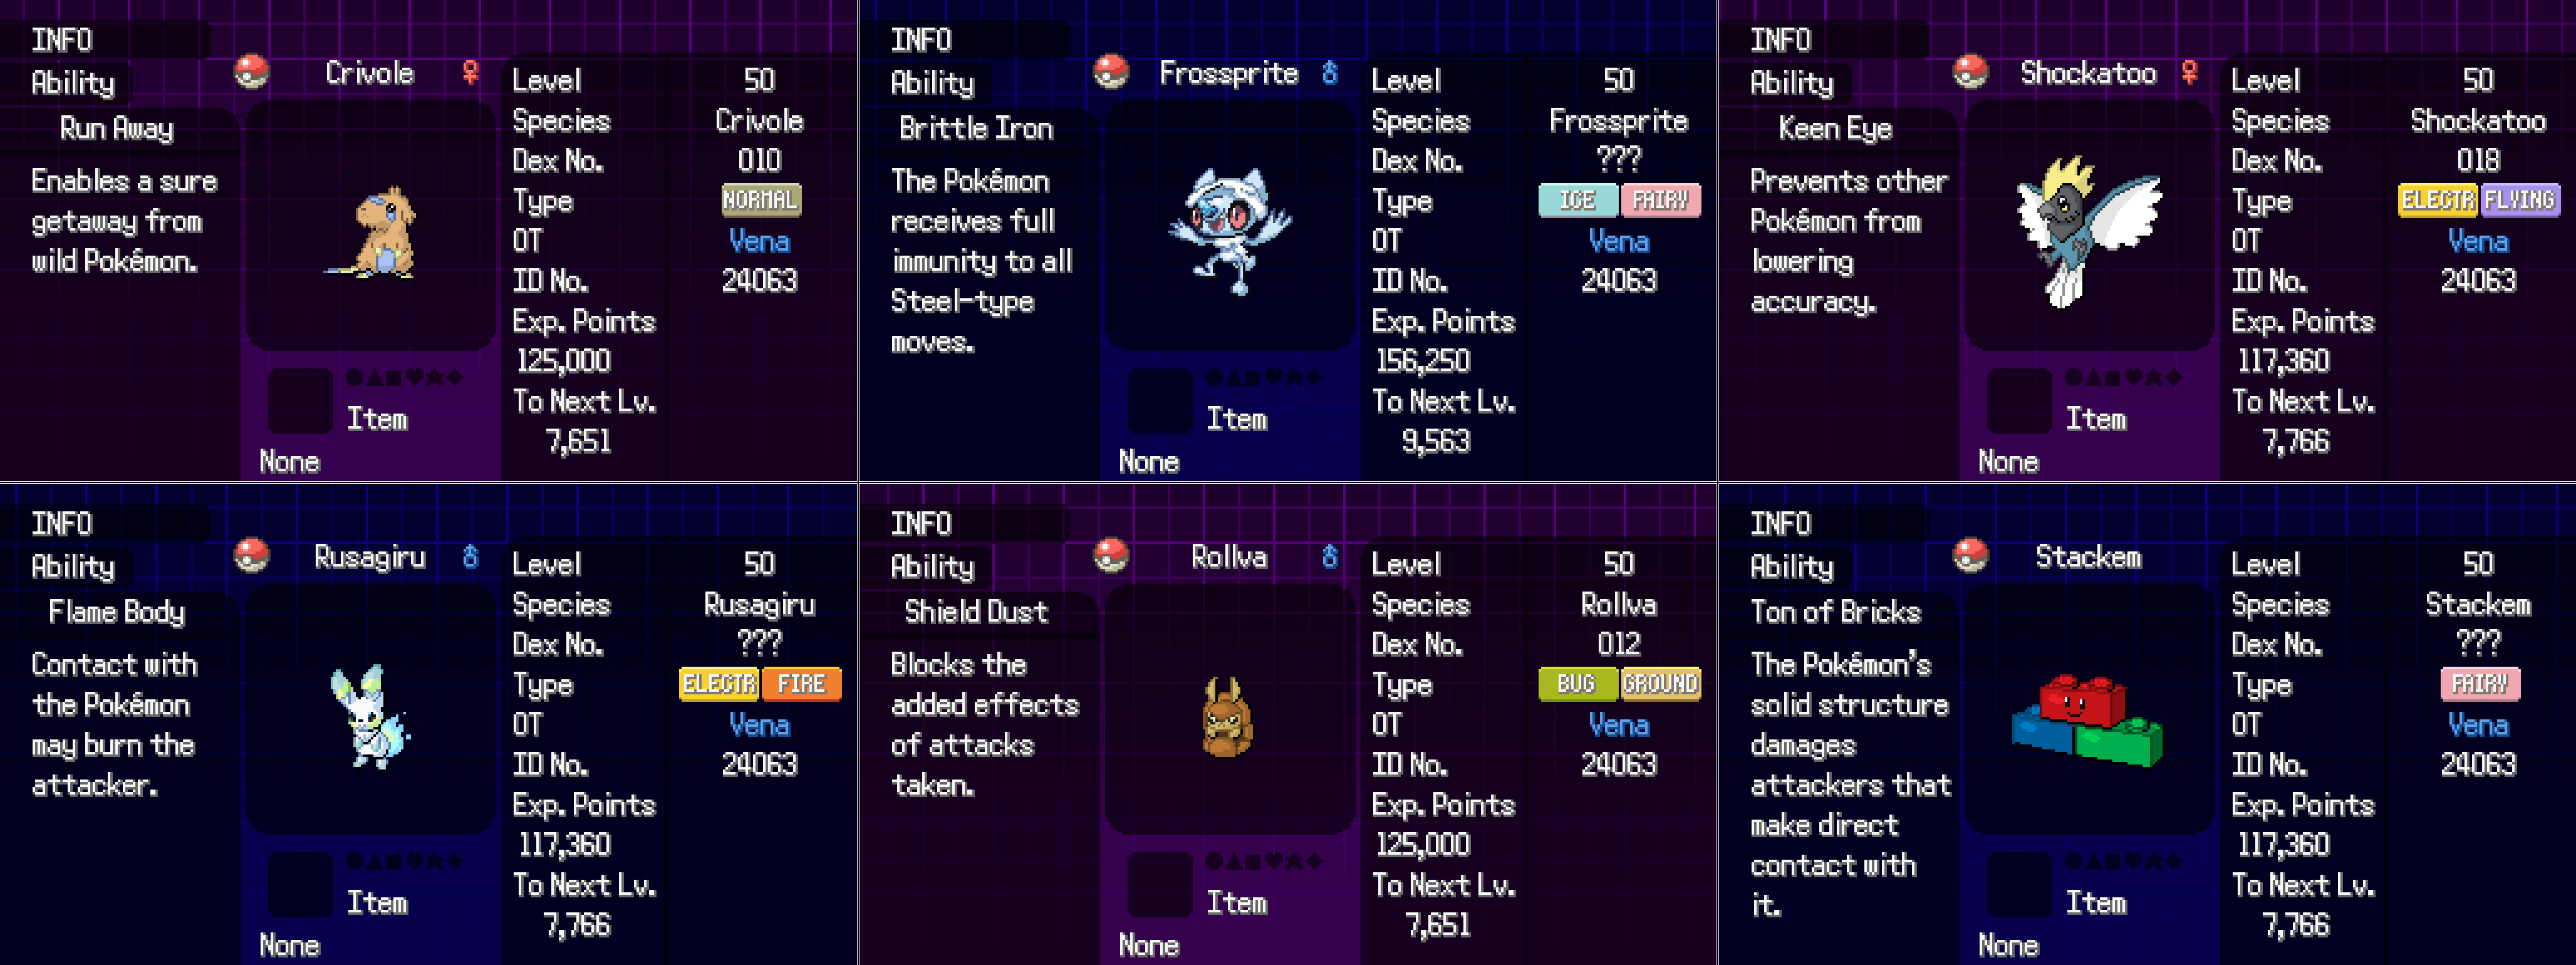 INFO
Ability
Run Away
Enables a sure
getaway from
wild Pokémon.
Crivole ♀
Item
None
Level 50
Species Crivole
Dex No. 010
Type NORMAL
OT Vena
ID No. 24063
Exp. Points
125,000
To Next Lv.
7,651
INFO
Ability
Brittle Iron
The Pokémon
receives full
immunity to all
Steel-type
moves.
Frossprite ♂
Item
None
Level 50
Species Frossprite
Dex No. ???
Type ICE FAIRY
OT Vena
ID No. 24063
Exp. Points
156,250
To Next Lv.
9,563
INFO
Ability
Keen Eye
Prevents other
Pokémon from
lowering
accuracy.
Shockatoo ♀
Item
None
Level 50
Species Shockatoo
Dex No. 018
Type ELECTR FLYING
OT Vena
ID No. 24063
Exp. Points
117,360
To Next Lv.
7,766
INFO
Ability
Flame Body
Contact with
the Pokémon
may burn the
attacker.
Rusagiru ♂
Item
None
Level 50
Species Rusagiru
Dex No. ???
Type ELECTR FIRE
OT Vena
ID No. 24063
Exp. Points
117,360
To Next Lv.
7,766
INFO
Ability
Shield Dust
Blocks the
added effects
of attacks
taken.
Rollva ♂
Item
None
Level 50
Species Rollva
Dex No. 012
Type BUG GROUND
OT Vena
ID No. 24063
Exp. Points
125,000
To Next Lv.
7,651
INFO
Ability
Ton of Bricks
The Pokémon's
solid structure
damages
attackers that
make direct
contact with
it.
Stackem
Item
None
Level 50
Species Stackem
Dex No. ???
Type FAIRY
OT Vena
ID No. 24063
Exp. Points
117,360
To Next Lv.
7,766